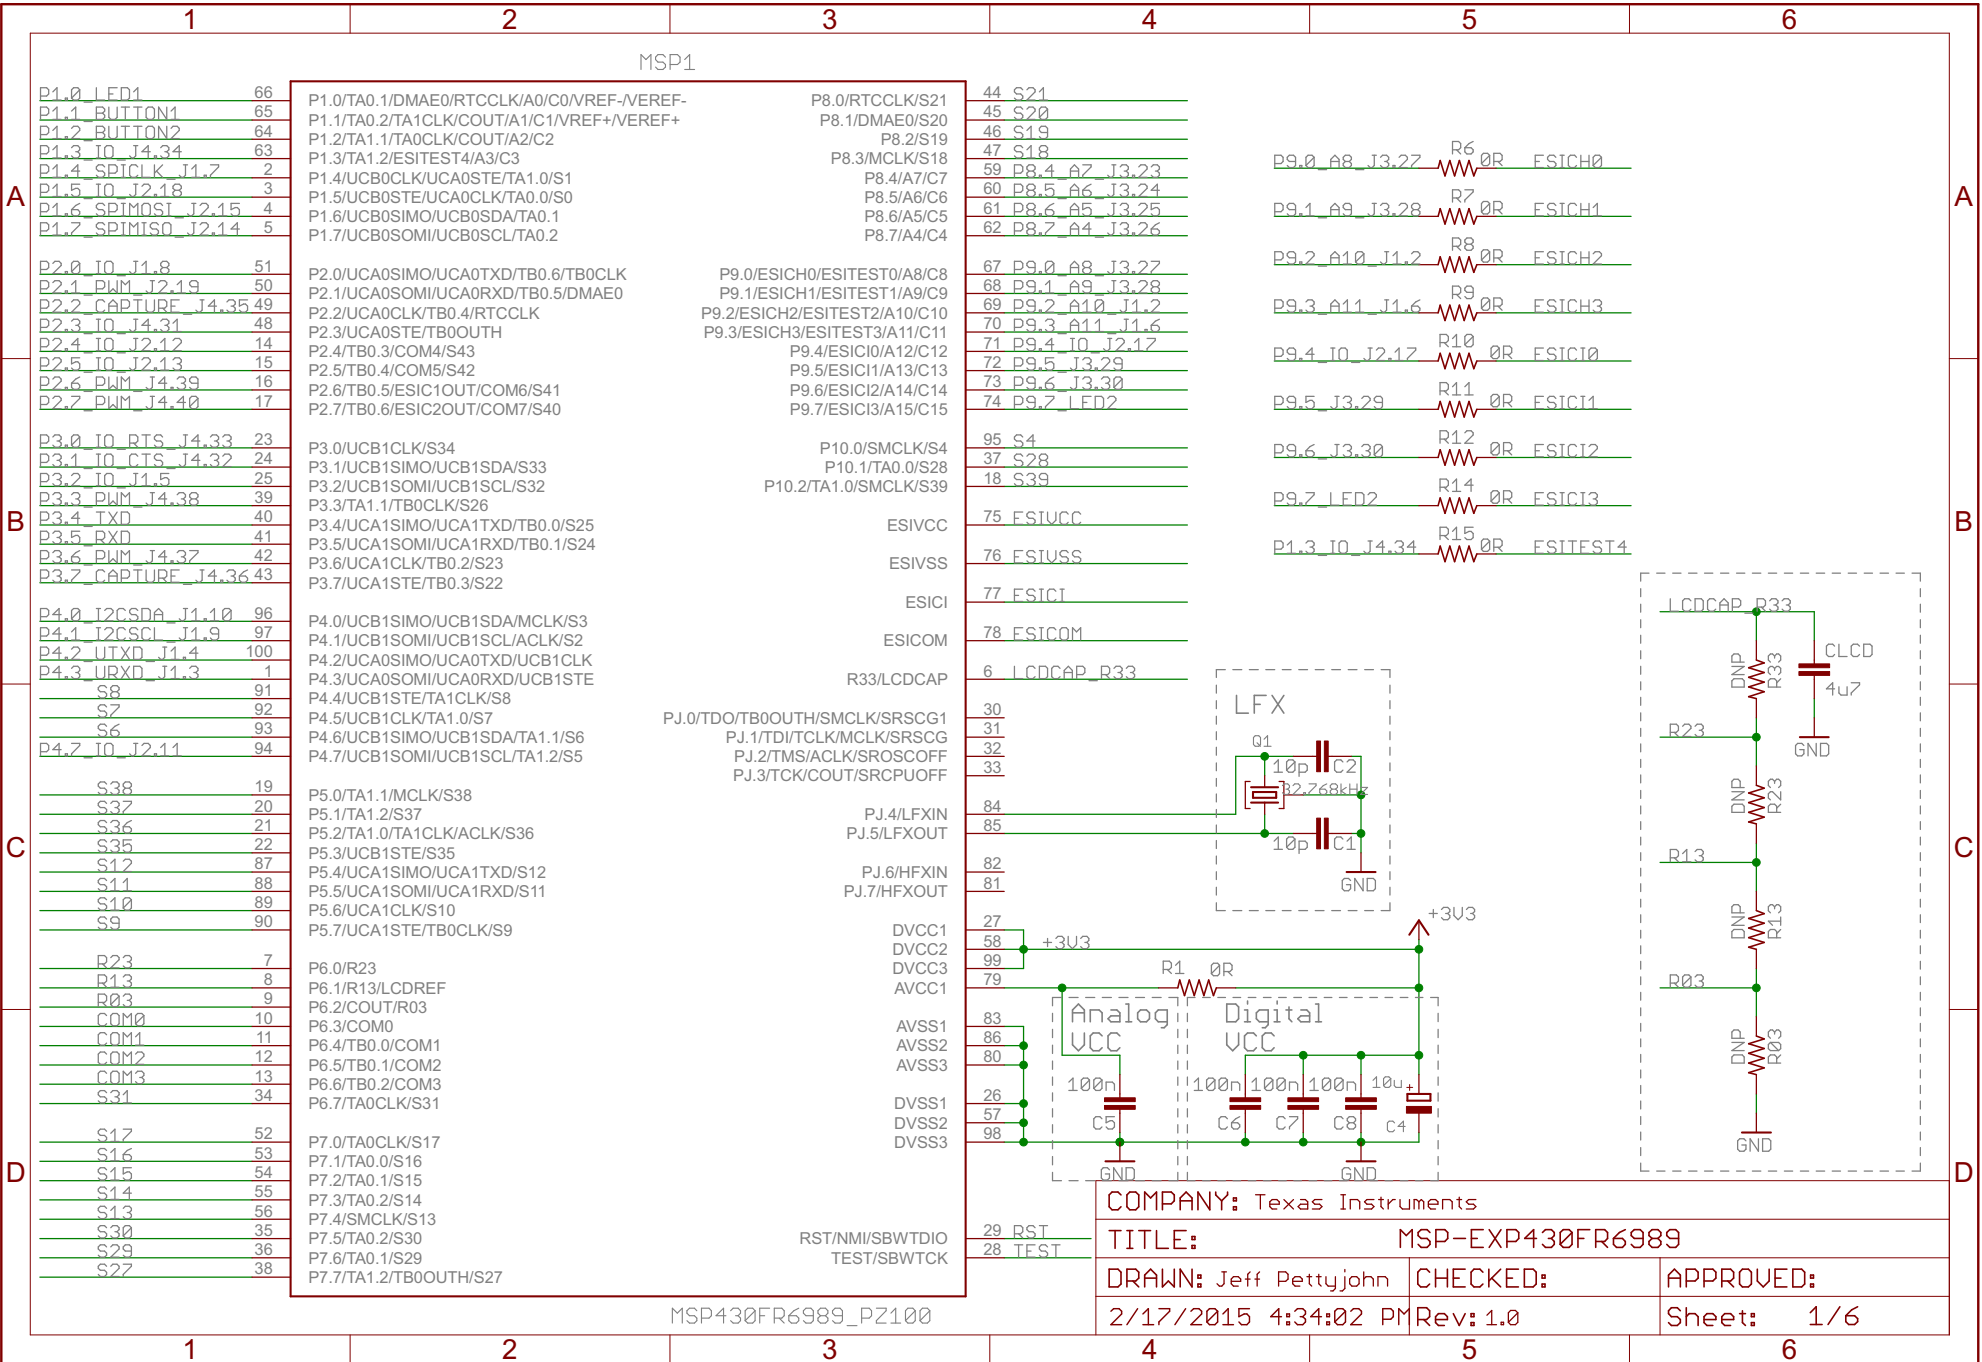 1 2 3 4 5 6
MSP1
P1.0_LED1 66 P1.0/TA0.1/DMAE0/RTCCLK/A0/C0/VREF-/VEREF-
P1.1_BUTTON1 65 P1.1/TA0.2/TA1CLK/COUT/A1/C1/VREF+/VEREF+
P1.2_BUTTON2 64 P1.2/TA1.1/TA0CLK/COUT/A2/C2
P1.3_IO_J4.34 63 P1.3/TA1.2/ESITEST4/A3/C3
P1.4_SPICLK_J1.7 2 P1.4/UCB0CLK/UCA0STE/TA1.0/S1
P1.5_IO_J2.18 3 P1.5/UCB0STE/UCA0CLK/TA0.0/S0
P1.6_SPIMOSI_J2.15 4 P1.6/UCB0SIMO/UCB0SDA/TA0.1
P1.7_SPIMISO_J2.14 5 P1.7/UCB0SOMI/UCB0SCL/TA0.2
P2.0_IO_J1.8 51 P2.0/UCA0SIMO/UCA0TXD/TB0.6/TB0CLK
P2.1_PWM_J2.19 50 P2.1/UCA0SOMI/UCA0RXD/TB0.5/DMAE0
P2.2_CAPTURE_J4.35 49 P2.2/UCA0CLK/TB0.4/RTCCLK
P2.3_IO_J4.31 48 P2.3/UCA0STE/TB0OUTH
P2.4_IO_J2.12 14 P2.4/TB0.3/COM4/S43
P2.5_IO_J2.13 15 P2.5/TB0.4/COM5/S42
P2.6_PWM_J4.39 16 P2.6/TB0.5/ESIC1OUT/COM6/S41
P2.7_PWM_J4.40 17 P2.7/TB0.6/ESIC2OUT/COM7/S40
P3.0_IO_RTS_J4.33 23 P3.0/UCB1CLK/S34
P3.1_IO_CTS_J4.32 24 P3.1/UCB1SIMO/UCB1SDA/S33
P3.2_IO_J1.5 25 P3.2/UCB1SOMI/UCB1SCL/S32
P3.3_PWM_J4.38 39 P3.3/TA1.1/TB0CLK/S26
P3.4_TXD 40 P3.4/UCA1SIMO/UCA1TXD/TB0.0/S25
P3.5_RXD 41 P3.5/UCA1SOMI/UCA1RXD/TB0.1/S24
P3.6_PWM_J4.37 42 P3.6/UCA1CLK/TB0.2/S23
P3.7_CAPTURE_J4.36 43 P3.7/UCA1STE/TB0.3/S22
P4.0_I2CSDA_J1.10 96 P4.0/UCB1SIMO/UCB1SDA/MCLK/S3
P4.1_I2CSCL_J1.9 97 P4.1/UCB1SOMI/UCB1SCL/ACLK/S2
P4.2_UTXD_J1.4 100 P4.2/UCA0SIMO/UCA0TXD/UCB1CLK
P4.3_URXD_J1.3 1 P4.3/UCA0SOMI/UCA0RXD/UCB1STE
S8 91 P4.4/UCB1STE/TA1CLK/S8
S7 92 P4.5/UCB1CLK/TA1.0/S7
S6 93 P4.6/UCB1SIMO/UCB1SDA/TA1.1/S6
P4.7_IO_J2.11 94 P4.7/UCB1SOMI/UCB1SCL/TA1.2/S5
S38 19 P5.0/TA1.1/MCLK/S38
S37 20 P5.1/TA1.2/S37
S36 21 P5.2/TA1.0/TA1CLK/ACLK/S36
S35 22 P5.3/UCB1STE/S35
S12 87 P5.4/UCA1SIMO/UCA1TXD/S12
S11 88 P5.5/UCA1SOMI/UCA1RXD/S11
S10 89 P5.6/UCA1CLK/S10
S9 90 P5.7/UCA1STE/TB0CLK/S9
R23 7 P6.0/R23
R13 8 P6.1/R13/LCDREF
R03 9 P6.2/COUT/R03
COM0 10 P6.3/COM0
COM1 11 P6.4/TB0.0/COM1
COM2 12 P6.5/TB0.1/COM2
COM3 13 P6.6/TB0.2/COM3
S31 34 P6.7/TA0CLK/S31
S17 52 P7.0/TA0CLK/S17
S16 53 P7.1/TA0.0/S16
S15 54 P7.2/TA0.1/S15
S14 55 P7.3/TA0.2/S14
S13 56 P7.4/SMCLK/S13
S30 35 P7.5/TA0.2/S30
S29 36 P7.6/TA0.1/S29
S27 38 P7.7/TA1.2/TB0OUTH/S27
P8.0/RTCCLK/S21 44 S21
P8.1/DMAE0/S20 45 S20
P8.2/S19 46 S19
P8.3/MCLK/S18 47 S18
P8.4/A7/C7 59 P8.4_A7_J3.23
P8.5/A6/C6 60 P8.5_A6_J3.24
P8.6/A5/C5 61 P8.6_A5_J3.25
P8.7/A4/C4 62 P8.7_A4_J3.26
P9.0/ESICH0/ESITEST0/A8/C8 67 P9.0_A8_J3.27
P9.1/ESICH1/ESITEST1/A9/C9 68 P9.1_A9_J3.28
P9.2/ESICH2/ESITEST2/A10/C10 69 P9.2_A10_J1.2
P9.3/ESICH3/ESITEST3/A11/C11 70 P9.3_A11_J1.6
P9.4/ESICI0/A12/C12 71 P9.4_IO_J2.17
P9.5/ESICI1/A13/C13 72 P9.5_J3.29
P9.6/ESICI2/A14/C14 73 P9.6_J3.30
P9.7/ESICI3/A15/C15 74 P9.7_LED2
P10.0/SMCLK/S4 95 S4
P10.1/TA0.0/S28 37 S28
P10.2/TA1.0/SMCLK/S39 18 S39
ESIVCC 75 ESIVCC
ESIVSS 76 ESIVSS
ESICI 77 ESICI
ESICOM 78 ESICOM
R33/LCDCAP 6 LCDCAP_R33
PJ.0/TDO/TB0OUTH/SMCLK/SRSCG1 30
PJ.1/TDI/TCLK/MCLK/SRSCG 31
PJ.2/TMS/ACLK/SROSCOFF 32
PJ.3/TCK/COUT/SRCPUOFF 33
PJ.4/LFXIN 84
PJ.5/LFXOUT 85
PJ.6/HFXIN 82
PJ.7/HFXOUT 81
DVCC1 27
DVCC2 58 +3V3
DVCC3 99
AVCC1 79
AVSS1 83
AVSS2 86
AVSS3 80
DVSS1 26
DVSS2 57
DVSS3 98
RST/NMI/SBWTDIO 29 RST
TEST/SBWTCK 28 TEST
MSP430FR6989_PZ100
P9.0_A8_J3.27 R6 0R ESICH0
P9.1_A9_J3.28 R7 0R ESICH1
P9.2_A10_J1.2 R8 0R ESICH2
P9.3_A11_J1.6 R9 0R ESICH3
P9.4_IO_J2.17 R10 0R ESICI0
P9.5_J3.29 R11 0R ESICI1
P9.6_J3.30 R12 0R ESICI2
P9.7_LED2 R14 0R ESICI3
P1.3_IO_J4.34 R15 0R ESITEST4
LFX
Q1
10p C2
32.768kHz
10p C1
GND
+3V3
R1 0R
Analog VCC
100n
C5
GND
Digital VCC
100n 100n 100n 10u +
C6 C7 C8 C4
GND
LCDCAP_R33
DNP R33
CLCD
4u7
GND
R23
DNP R23
R13
DNP R13
R03
DNP R03
GND
A A
B B
C C
D D
COMPANY: Texas Instruments
TITLE: MSP-EXP430FR6989
DRAWN: Jeff Pettyjohn CHECKED: APPROVED:
2/17/2015 4:34:02 PM Rev: 1.0 Sheet: 1/6
1 2 3 4 5 6